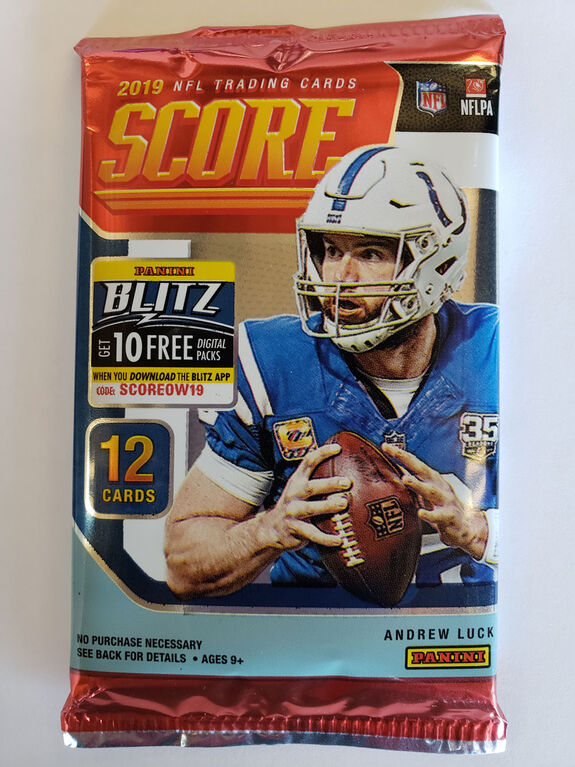 2019 NFL TRADING CARDS
SCORE
NFL
NFLPA
PANINI
BLITZ
GET 10 FREE DIGITAL PACKS
WHEN YOU DOWNLOAD THE BLITZ APP
CODE: SCOREOW19
12
CARDS
35
NFL
NO PURCHASE NECESSARY
SEE BACK FOR DETAILS • AGES 9+
ANDREW LUCK
PANINI